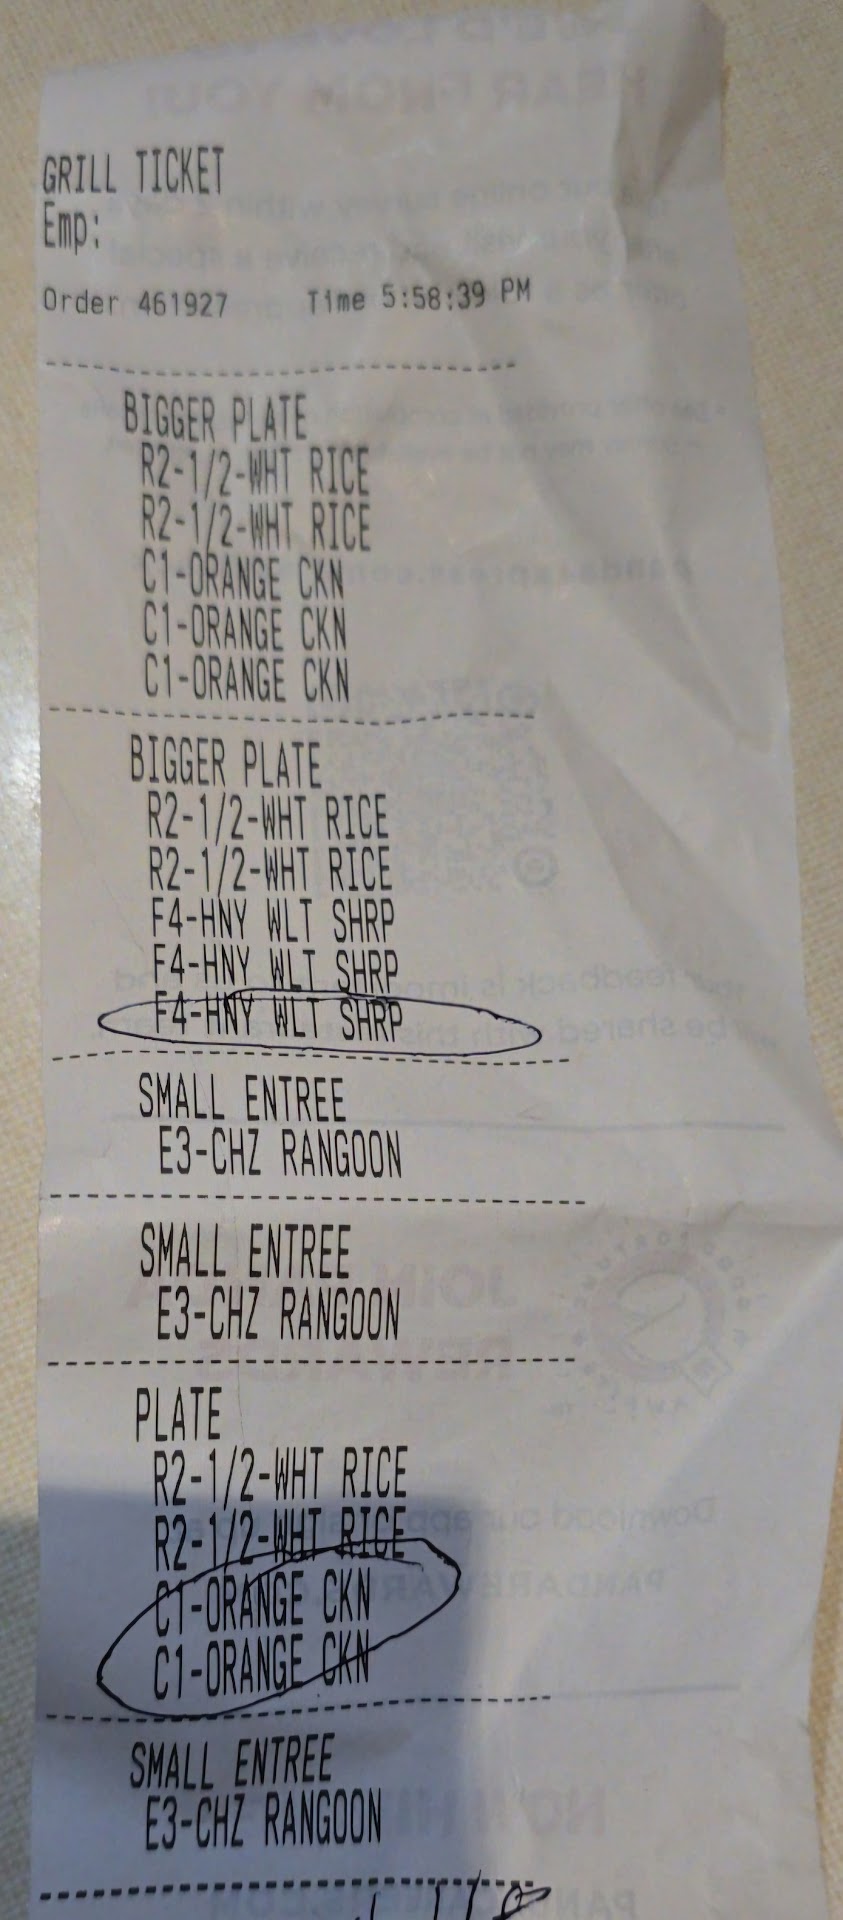 GRILL TICKET
Emp:
Order 461927 Time 5:58:39 PM
BIGGER PLATE
R2-1/2-WHT RICE
R2-1/2-WHT RICE
C1-ORANGE CKN
C1-ORANGE CKN
C1-ORANGE CKN
BIGGER PLATE
R2-1/2-WHT RICE
R2-1/2-WHT RICE
F4-HNY WLT SHRP
F4-HNY WLT SHRP
F4-HNY WLT SHRP
SMALL ENTREE
E3-CHZ RANGOON
SMALL ENTREE
E3-CHZ RANGOON
PLATE
R2-1/2-WHT RICE
R2-1/2-WHT RICE
C1-ORANGE CKN
C1-ORANGE CKN
SMALL ENTREE
E3-CHZ RANGOON